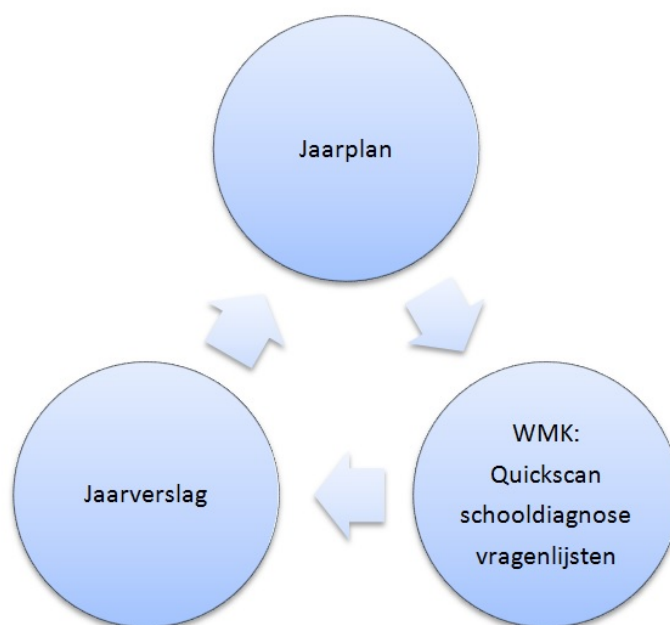 Jaarplan
WMK:
Quickscan
schooldiagnose
vragenlijsten
Jaarverslag